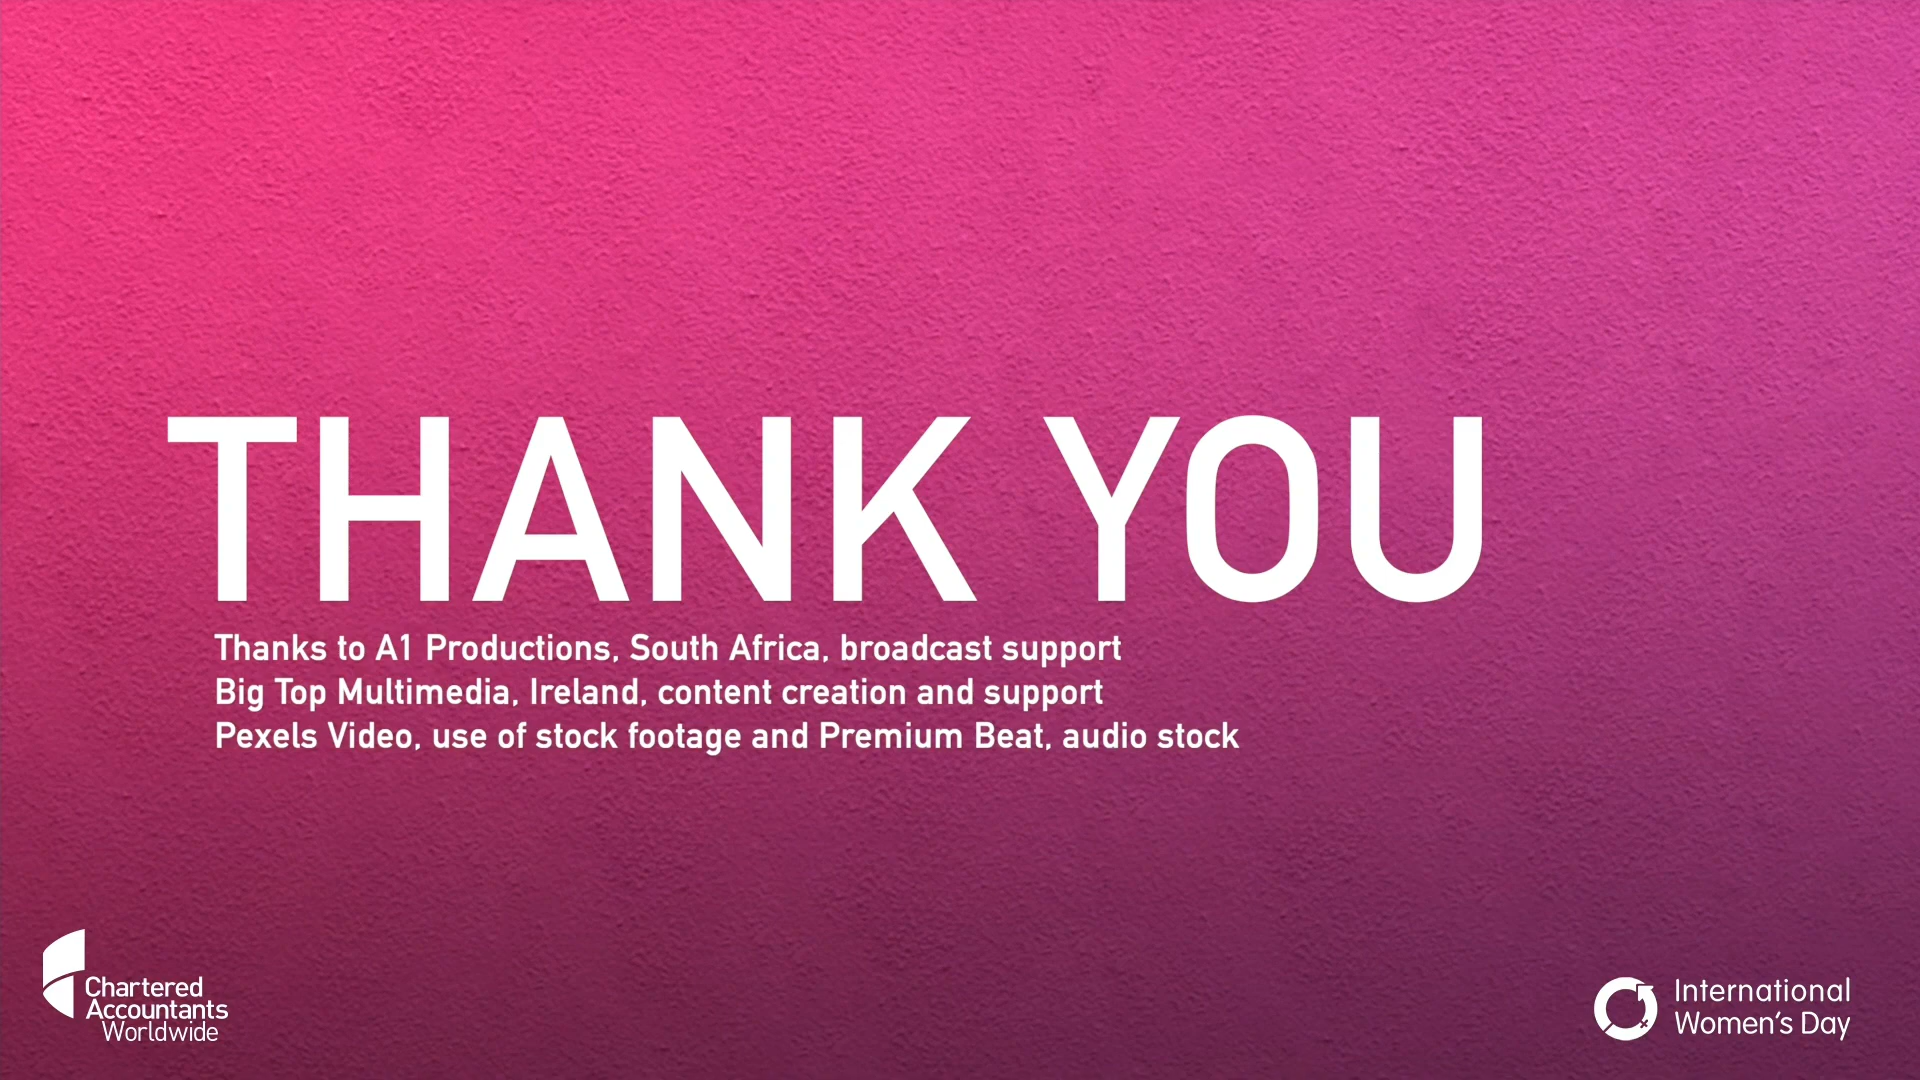 THANK YOU
Thanks to A1 Productions, South Africa, broadcast support
Big Top Multimedia, Ireland, content creation and support
Pexels Video, use of stock footage and Premium Beat, audio stock
Chartered
Accountants
Worldwide
International
Women's Day